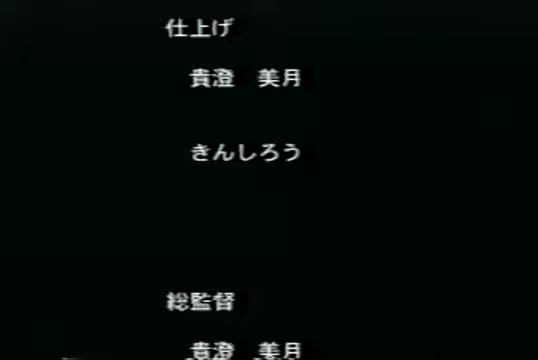 仕上げ
貴澄 美月
きんしろう
総監督
貴澄 美月